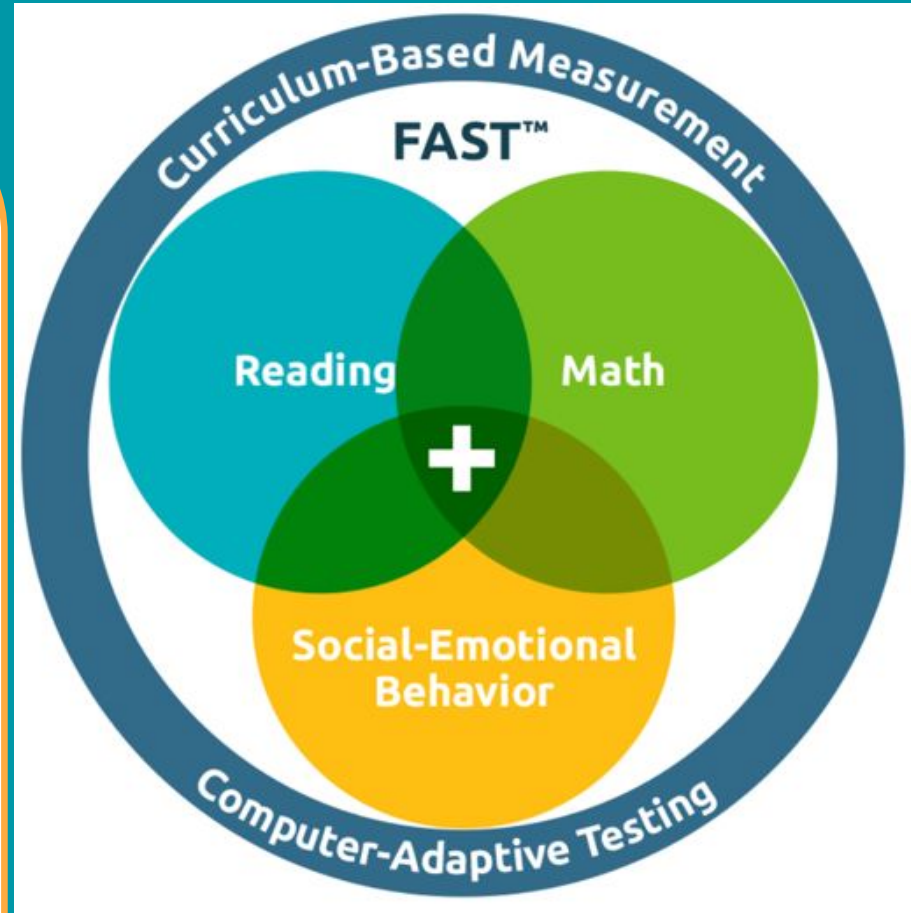 Curriculum-Based Measurement
FAST™
Reading
Math
+
Social-Emotional
Behavior
Computer-Adaptive Testing